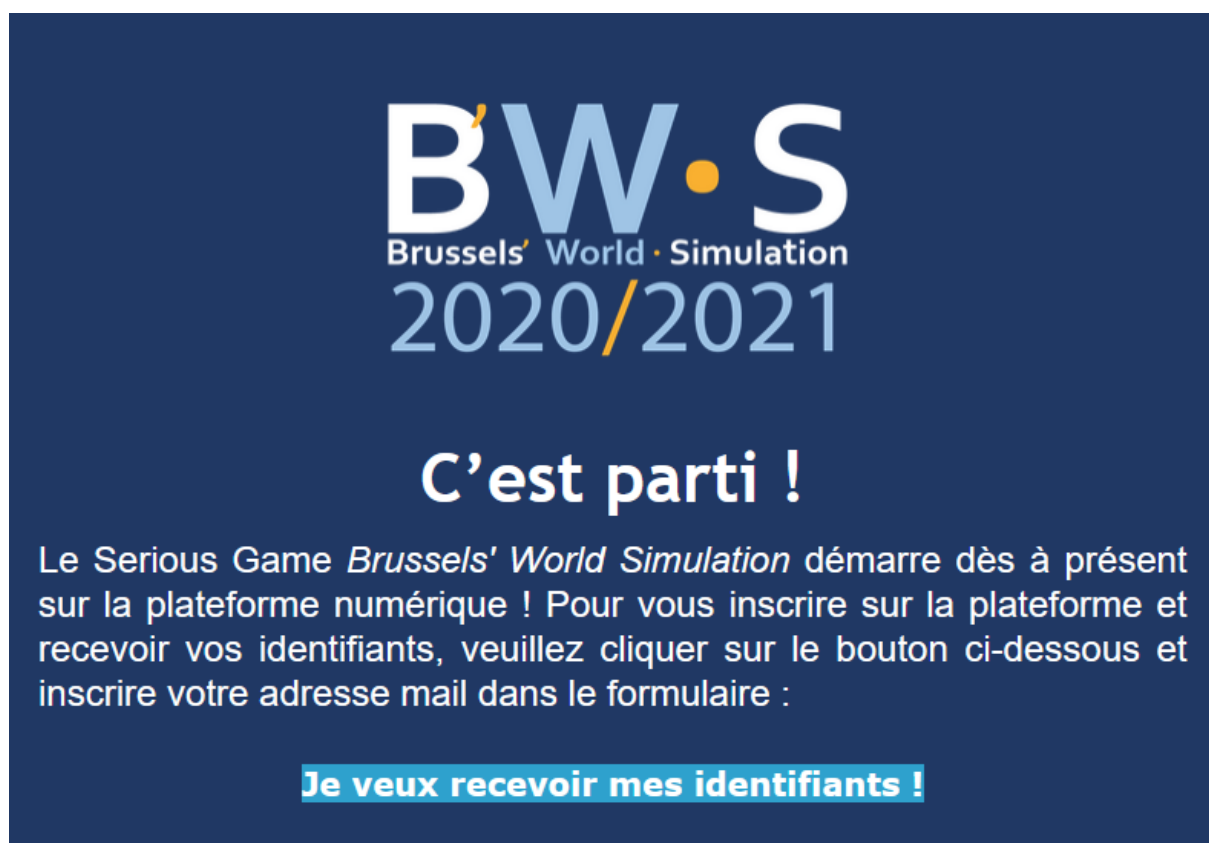 B'W·S
Brussels' World · Simulation
2020/2021
C’est parti !
Le Serious Game Brussels' World Simulation démarre dès à présent
sur la plateforme numérique ! Pour vous inscrire sur la plateforme et
recevoir vos identifiants, veuillez cliquer sur le bouton ci-dessous et
inscrire votre adresse mail dans le formulaire :
Je veux recevoir mes identifiants !